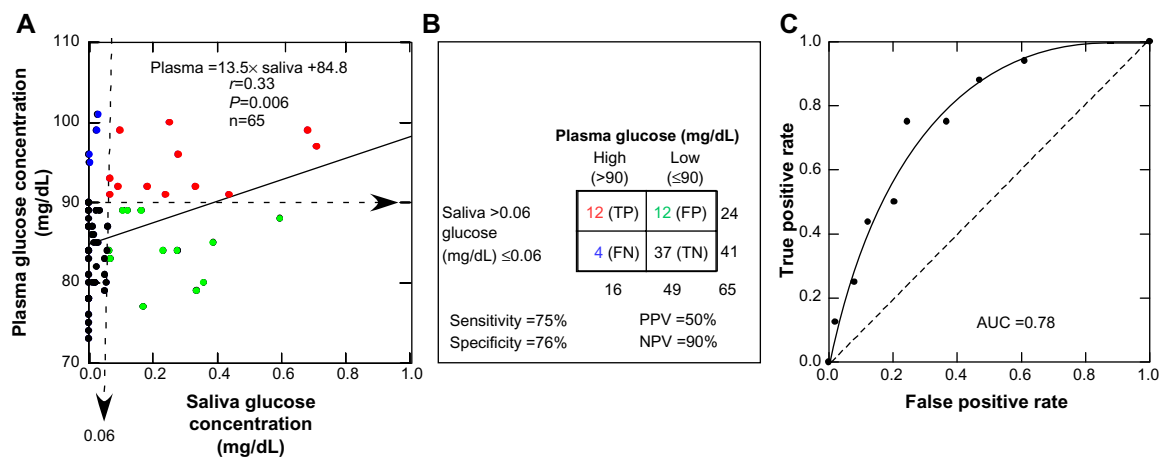 A
Plasma glucose concentration
(mg/dL)
110
100
90
80
70
Plasma =13.5× saliva +84.8
r=0.33
P=0.006
n=65
0.0 0.2 0.4 0.6 0.8 1.0
0.06
Saliva glucose
concentration
(mg/dL)
B
Plasma glucose (mg/dL)
High Low
(>90) (≤90)
Saliva >0.06 12 (TP) 12 (FP) 24
glucose
(mg/dL) ≤0.06 4 (FN) 37 (TN) 41
16 49 65
Sensitivity =75% PPV =50%
Specificity =76% NPV =90%
C
True positive rate
1.0
0.8
0.6
0.4
0.2
0.0
AUC =0.78
0.0 0.2 0.4 0.6 0.8 1.0
False positive rate